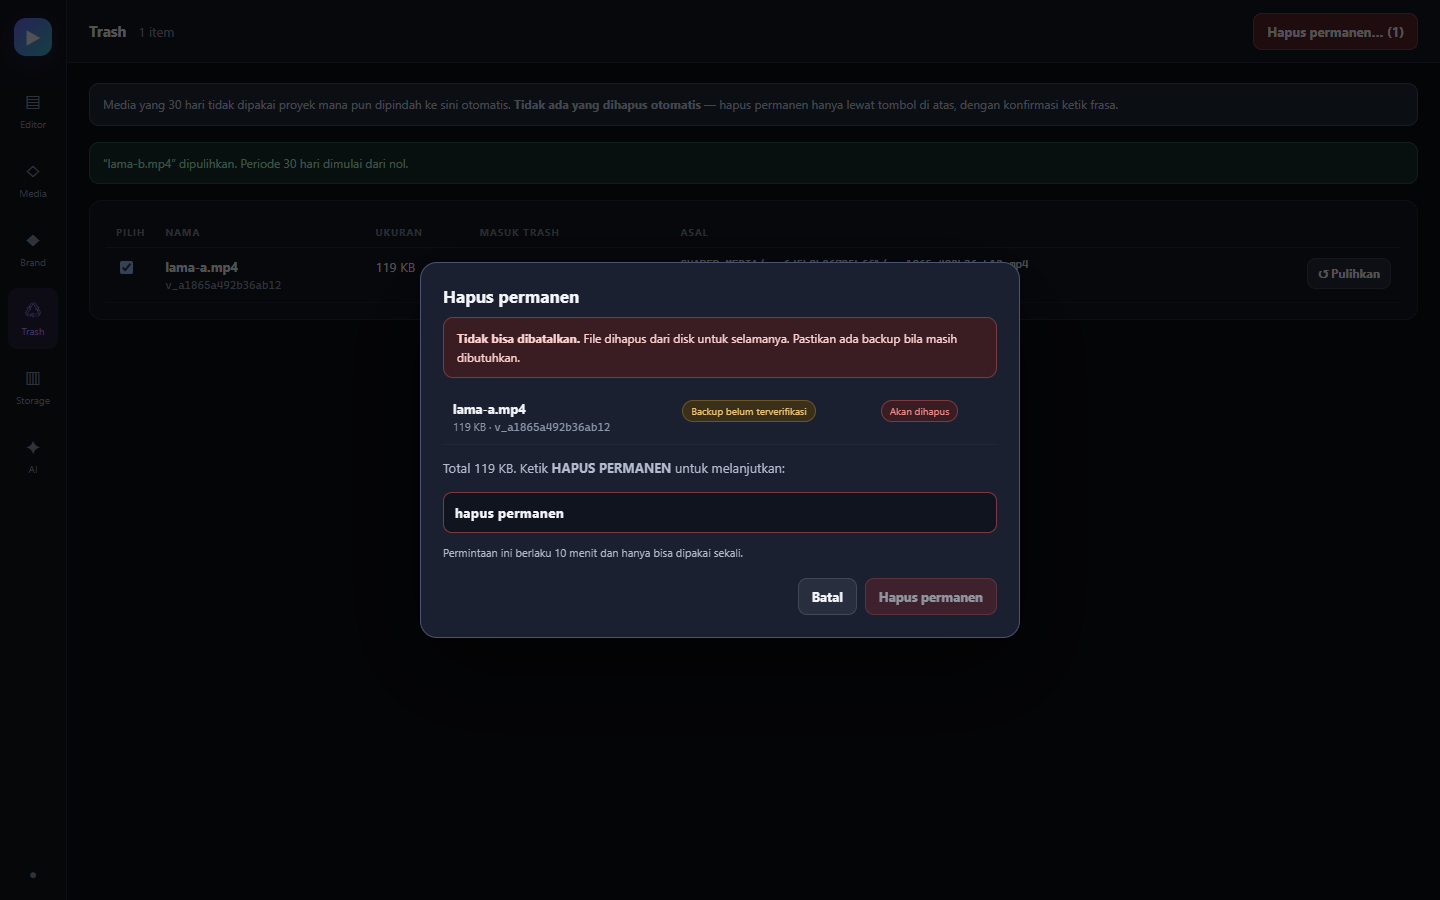 Trash 1 item
Hapus permanen... (1)
Editor
Media
Brand
Trash
Storage
AI
Media yang 30 hari tidak dipakai proyek mana pun dipindah ke sini otomatis. Tidak ada yang dihapus otomatis — hapus permanen hanya lewat tombol di atas, dengan konfirmasi ketik frasa.
"lama-b.mp4" dipulihkan. Periode 30 hari dimulai dari nol.
PILIH NAMA UKURAN MASUK TRASH ASAL
lama-a.mp4 119 KB
v_a1865a492b36ab12
↺ Pulihkan
Hapus permanen
Tidak bisa dibatalkan. File dihapus dari disk untuk selamanya. Pastikan ada backup bila masih
dibutuhkan.
lama-a.mp4 Backup belum terverifikasi Akan dihapus
119 KB · v_a1865a492b36ab12
Total 119 KB. Ketik HAPUS PERMANEN untuk melanjutkan:
hapus permanen
Permintaan ini berlaku 10 menit dan hanya bisa dipakai sekali.
Batal Hapus permanen